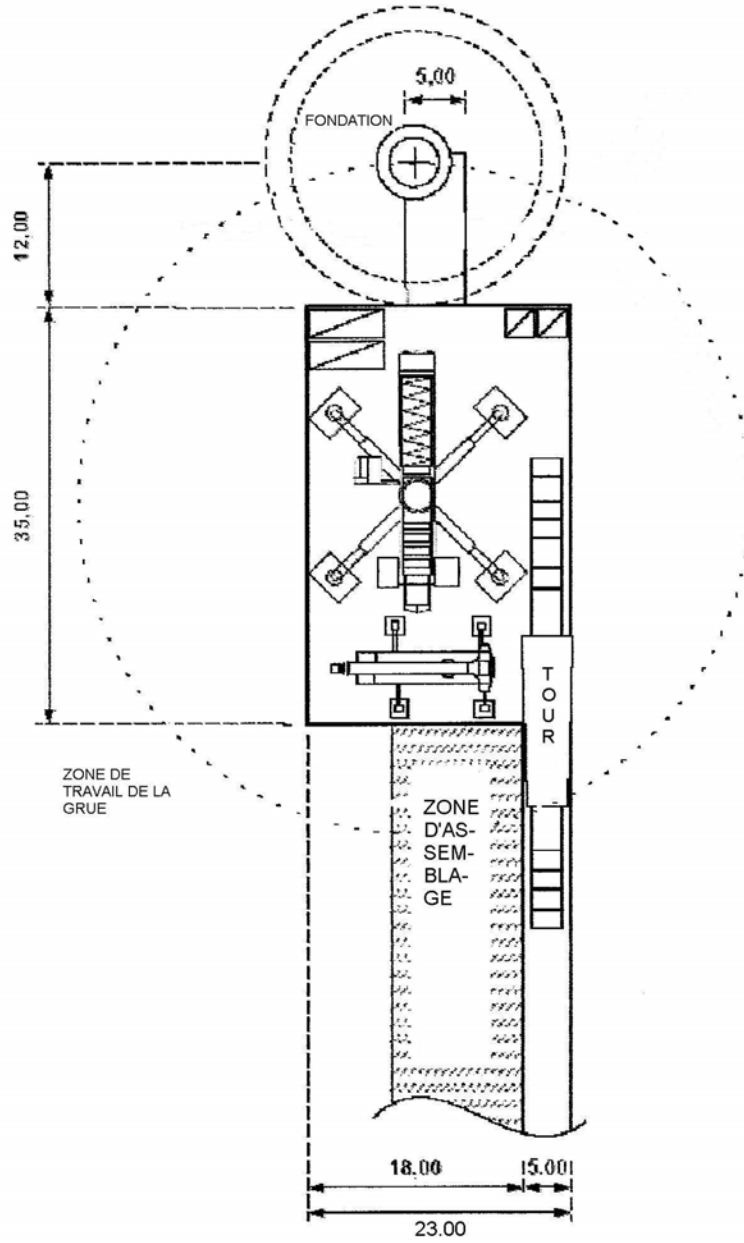 5,00
FONDATION
12,00
35,00
TOUR
ZONE DE
TRAVAIL DE LA
GRUE
ZONE
D'AS-
SEM-
BLA-
GE
18.00
5.00
23.00